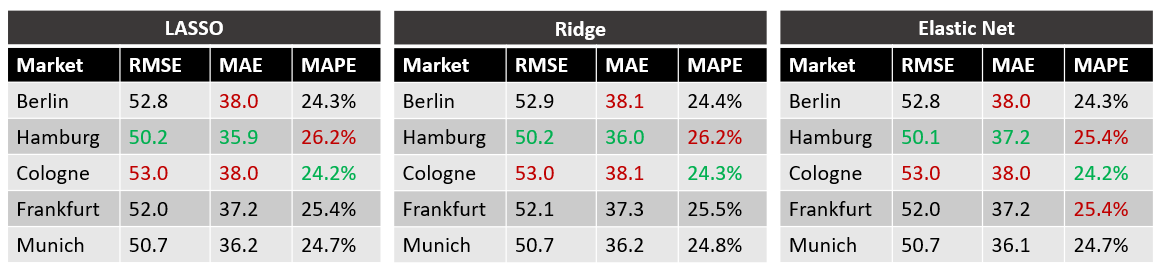 LASSO
Market RMSE MAE MAPE
Berlin 52.8 38.0 24.3%
Hamburg 50.2 35.9 26.2%
Cologne 53.0 38.0 24.2%
Frankfurt 52.0 37.2 25.4%
Munich 50.7 36.2 24.7%
Ridge
Market RMSE MAE MAPE
Berlin 52.9 38.1 24.4%
Hamburg 50.2 36.0 26.2%
Cologne 53.0 38.1 24.3%
Frankfurt 52.1 37.3 25.5%
Munich 50.7 36.2 24.8%
Elastic Net
Market RMSE MAE MAPE
Berlin 52.8 38.0 24.3%
Hamburg 50.1 37.2 25.4%
Cologne 53.0 38.0 24.2%
Frankfurt 52.0 37.2 25.4%
Munich 50.7 36.1 24.7%